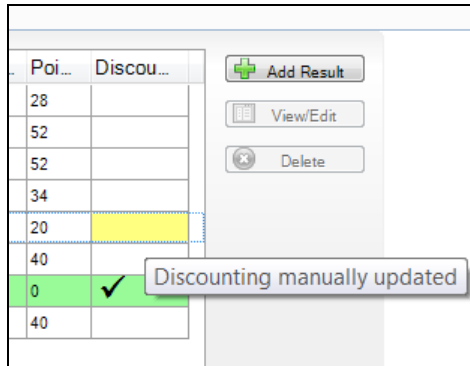 Poi... Discou...
28
52
52
34
20
40
0 ✓
40
Add Result
View/Edit
Delete
Discounting manually updated